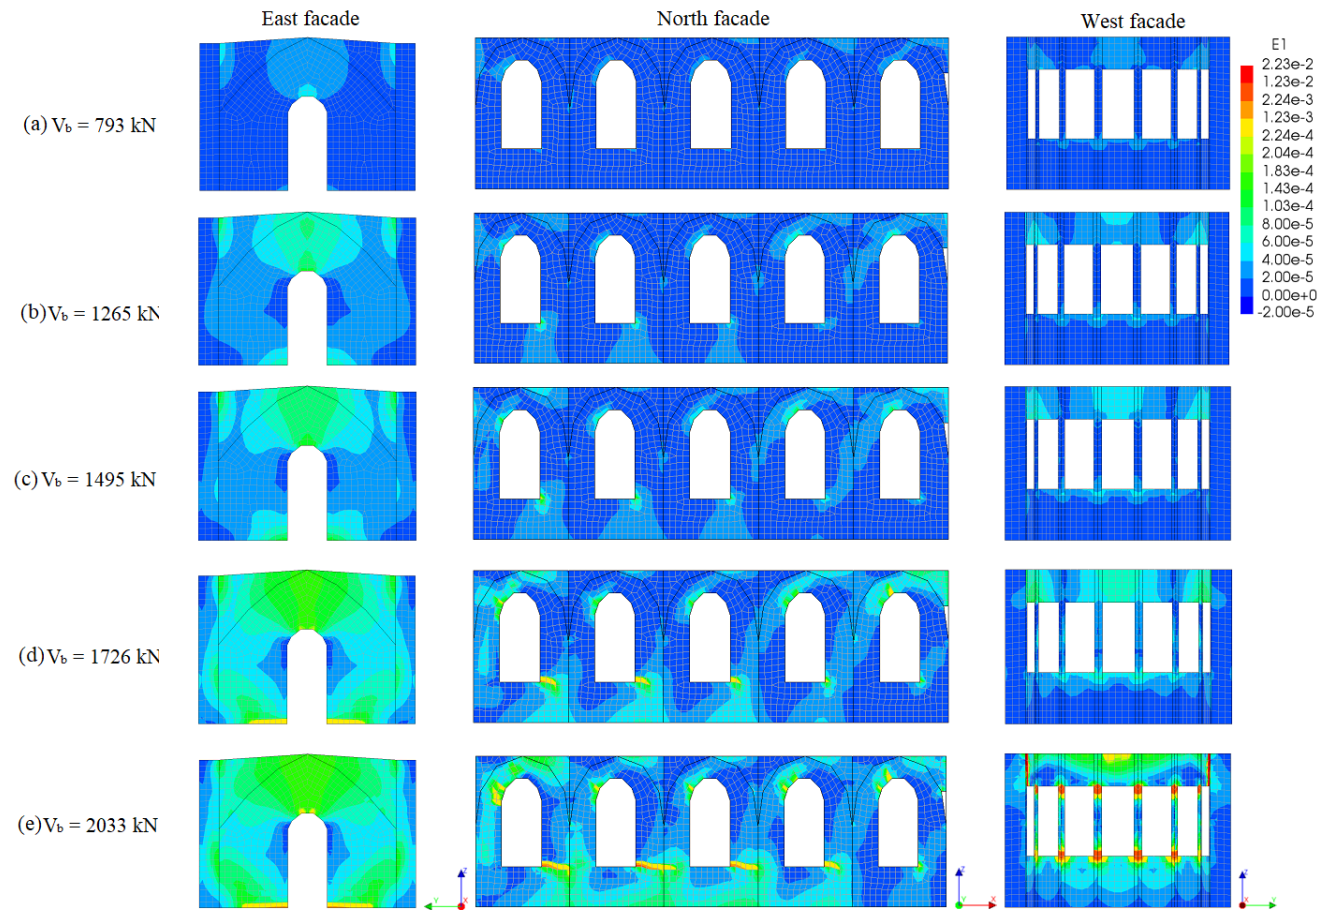 East facade
North facade
West facade
E1
2.23e-2
1.23e-2
2.24e-3
1.23e-3
2.24e-4
2.04e-4
1.83e-4
1.43e-4
1.03e-4
8.00e-5
6.00e-5
4.00e-5
2.00e-5
0.00e+0
-2.00e-5
(a) Vb = 793 kN
(b) Vb = 1265 kN
(c) Vb = 1495 kN
(d) Vb = 1726 kN
(e) Vb = 2033 kN
Z
Y
X
Z
Y
X
Z
X
Y